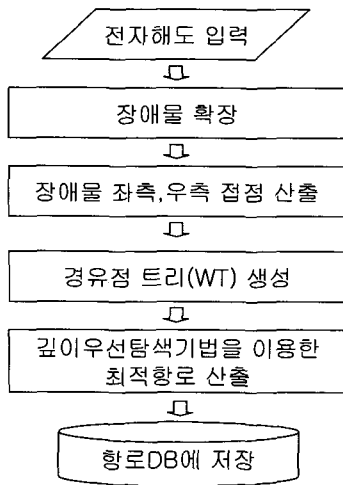 전자해도 입력
장애물 확장
장애물 좌측,우측 접점 산출
경유점 트리(WT) 생성
깊이우선탐색기법을 이용한
최적항로 산출
항로DB에 저장